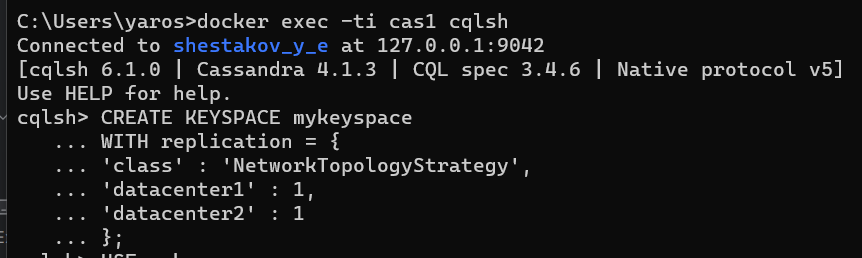 C:\Users\yaros>docker exec -ti cas1 cqlsh
Connected to shestakov_y_e at 127.0.0.1:9042
[cqlsh 6.1.0 | Cassandra 4.1.3 | CQL spec 3.4.6 | Native protocol v5]
Use HELP for help.
cqlsh> CREATE KEYSPACE mykeyspace
   ... WITH replication = {
   ... 'class' : 'NetworkTopologyStrategy',
   ... 'datacenter1' : 1,
   ... 'datacenter2' : 1
   ... };